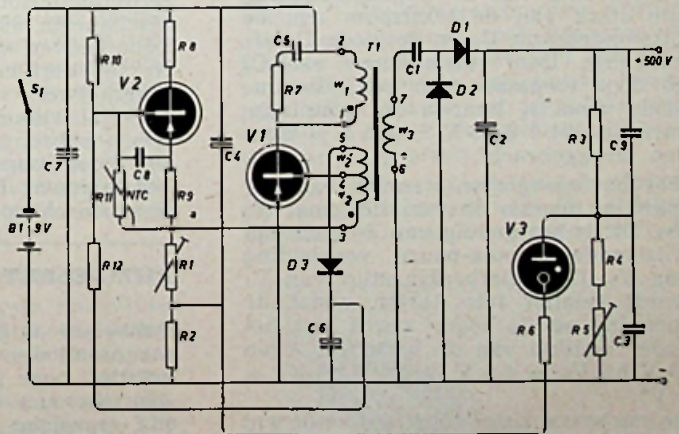 S1
B1 9V
C7
R10
R12
R8
V2
C8
R11
NTC
R9
a
R1
R2
C4
C5
R7
V1
2
T1
w1
1
5
w2'
4
w2
3
D3
C6
7
w3
6
C1
D1
D2
C2
+ 500 V
R3
C9
V3
R4
R5
R6
C3
-